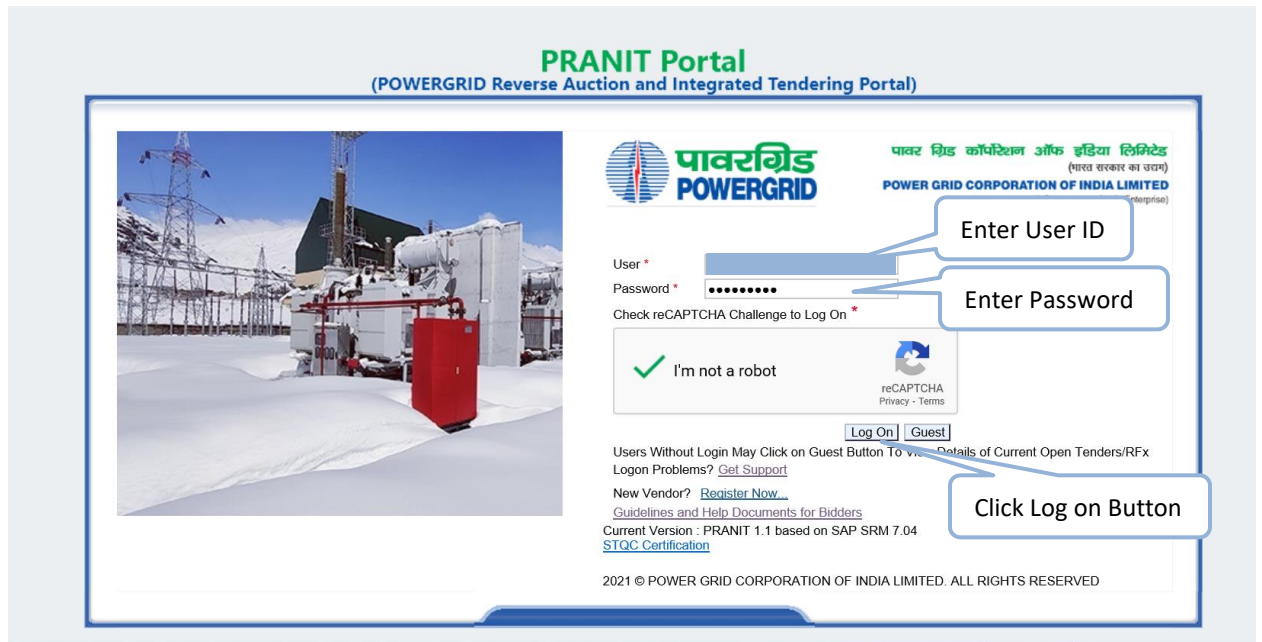 PRANIT Portal
(POWERGRID Reverse Auction and Integrated Tendering Portal)
पावरग्रिड
POWERGRID
पावर ग्रिड कॉर्पोरेशन ऑफ इंडिया लिमिटेड
(भारत सरकार का उद्यम)
POWER GRID CORPORATION OF INDIA LIMITED
Enterprise)
Enter User ID
User *
Password *
Enter Password
Check reCAPTCHA Challenge to Log On *
I'm not a robot
reCAPTCHA
Privacy - Terms
Log On Guest
Users Without Login May Click on Guest Button To View Details of Current Open Tenders/RFx
Logon Problems? Get Support
New Vendor? Register Now...
Click Log on Button
Guidelines and Help Documents for Bidders
Current Version : PRANIT 1.1 based on SAP SRM 7.04
STQC Certification
2021 © POWER GRID CORPORATION OF INDIA LIMITED. ALL RIGHTS RESERVED